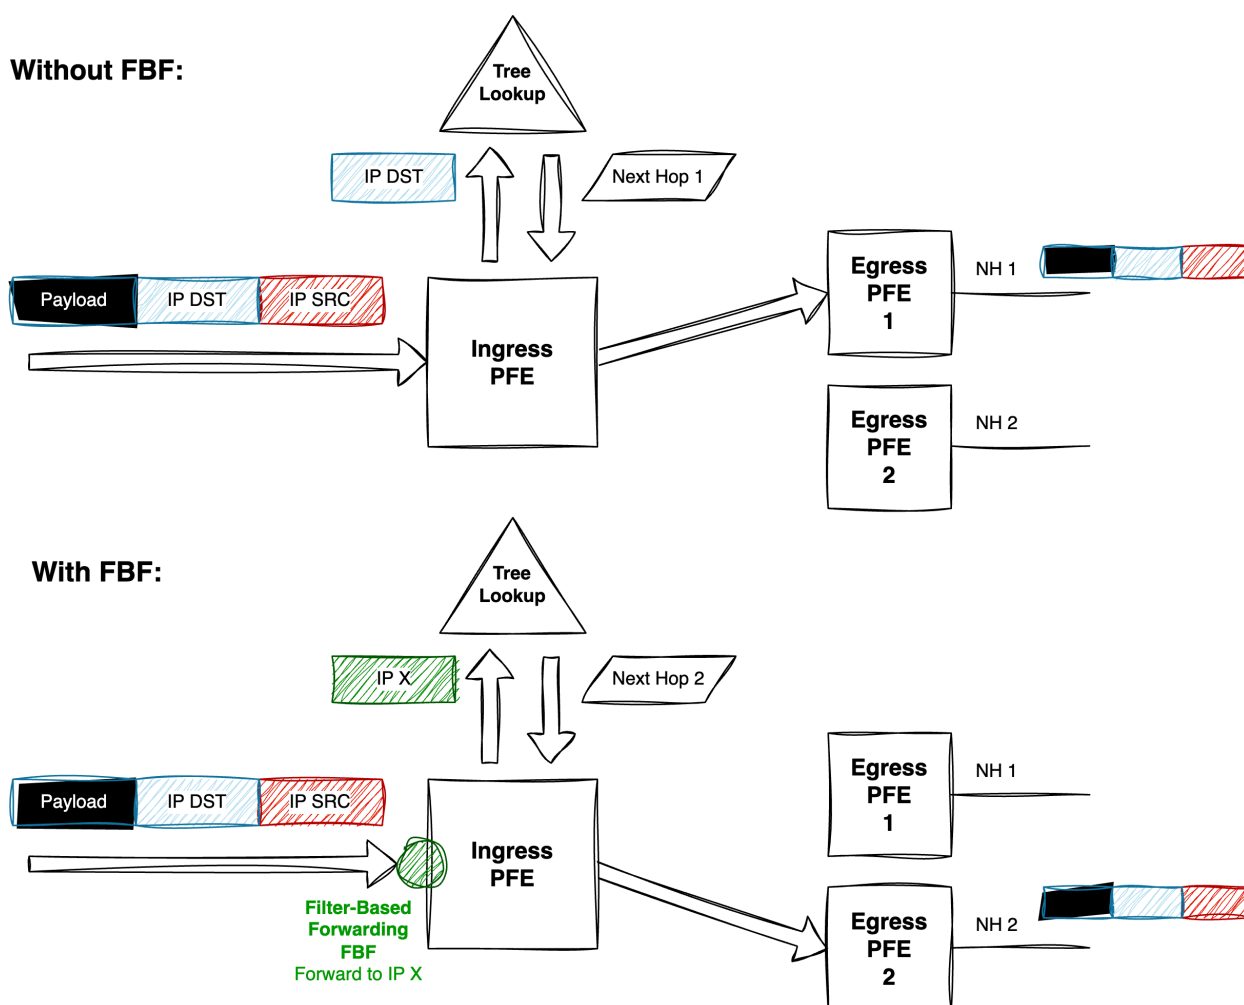 Without FBF:
Tree
Lookup
IP DST
Next Hop 1
Payload
IP DST
IP SRC
Ingress
PFE
Egress
PFE
1
NH 1
Egress
PFE
2
NH 2
With FBF:
Tree
Lookup
IP X
Next Hop 2
Payload
IP DST
IP SRC
Ingress
PFE
Filter-Based
Forwarding
FBF
Forward to IP X
Egress
PFE
1
NH 1
Egress
PFE
2
NH 2